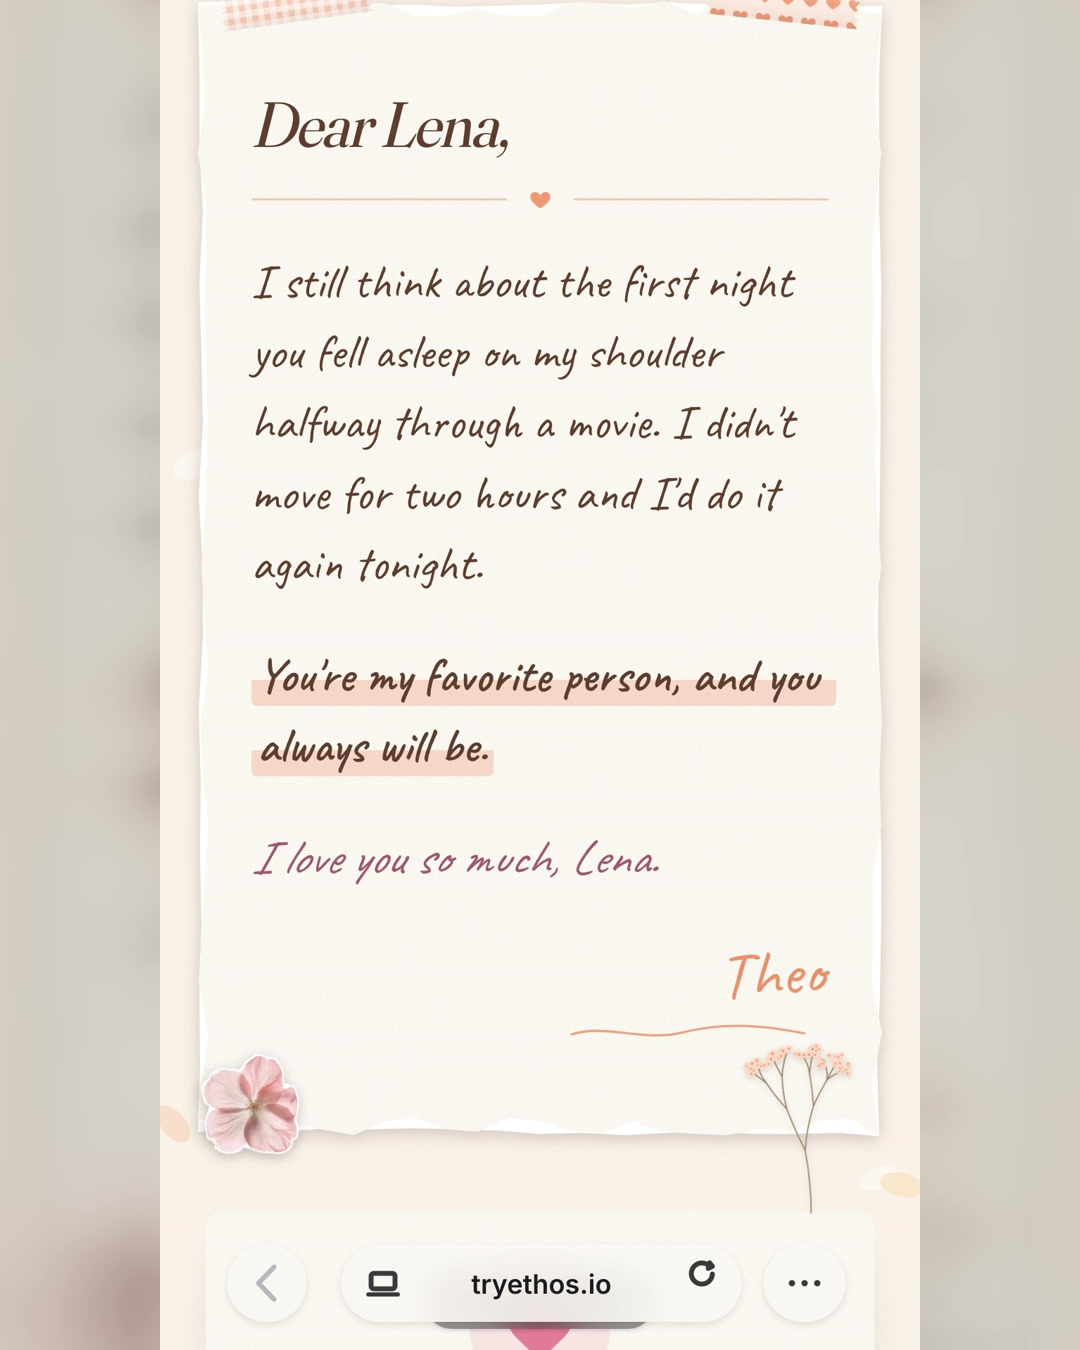 Dear Lena,
I still think about the first night
you fell asleep on my shoulder
halfway through a movie. I didn't
move for two hours and I'd do it
again tonight.
You're my favorite person, and you
always will be.
I love you so much, Lena.
Theo
tryethos.io